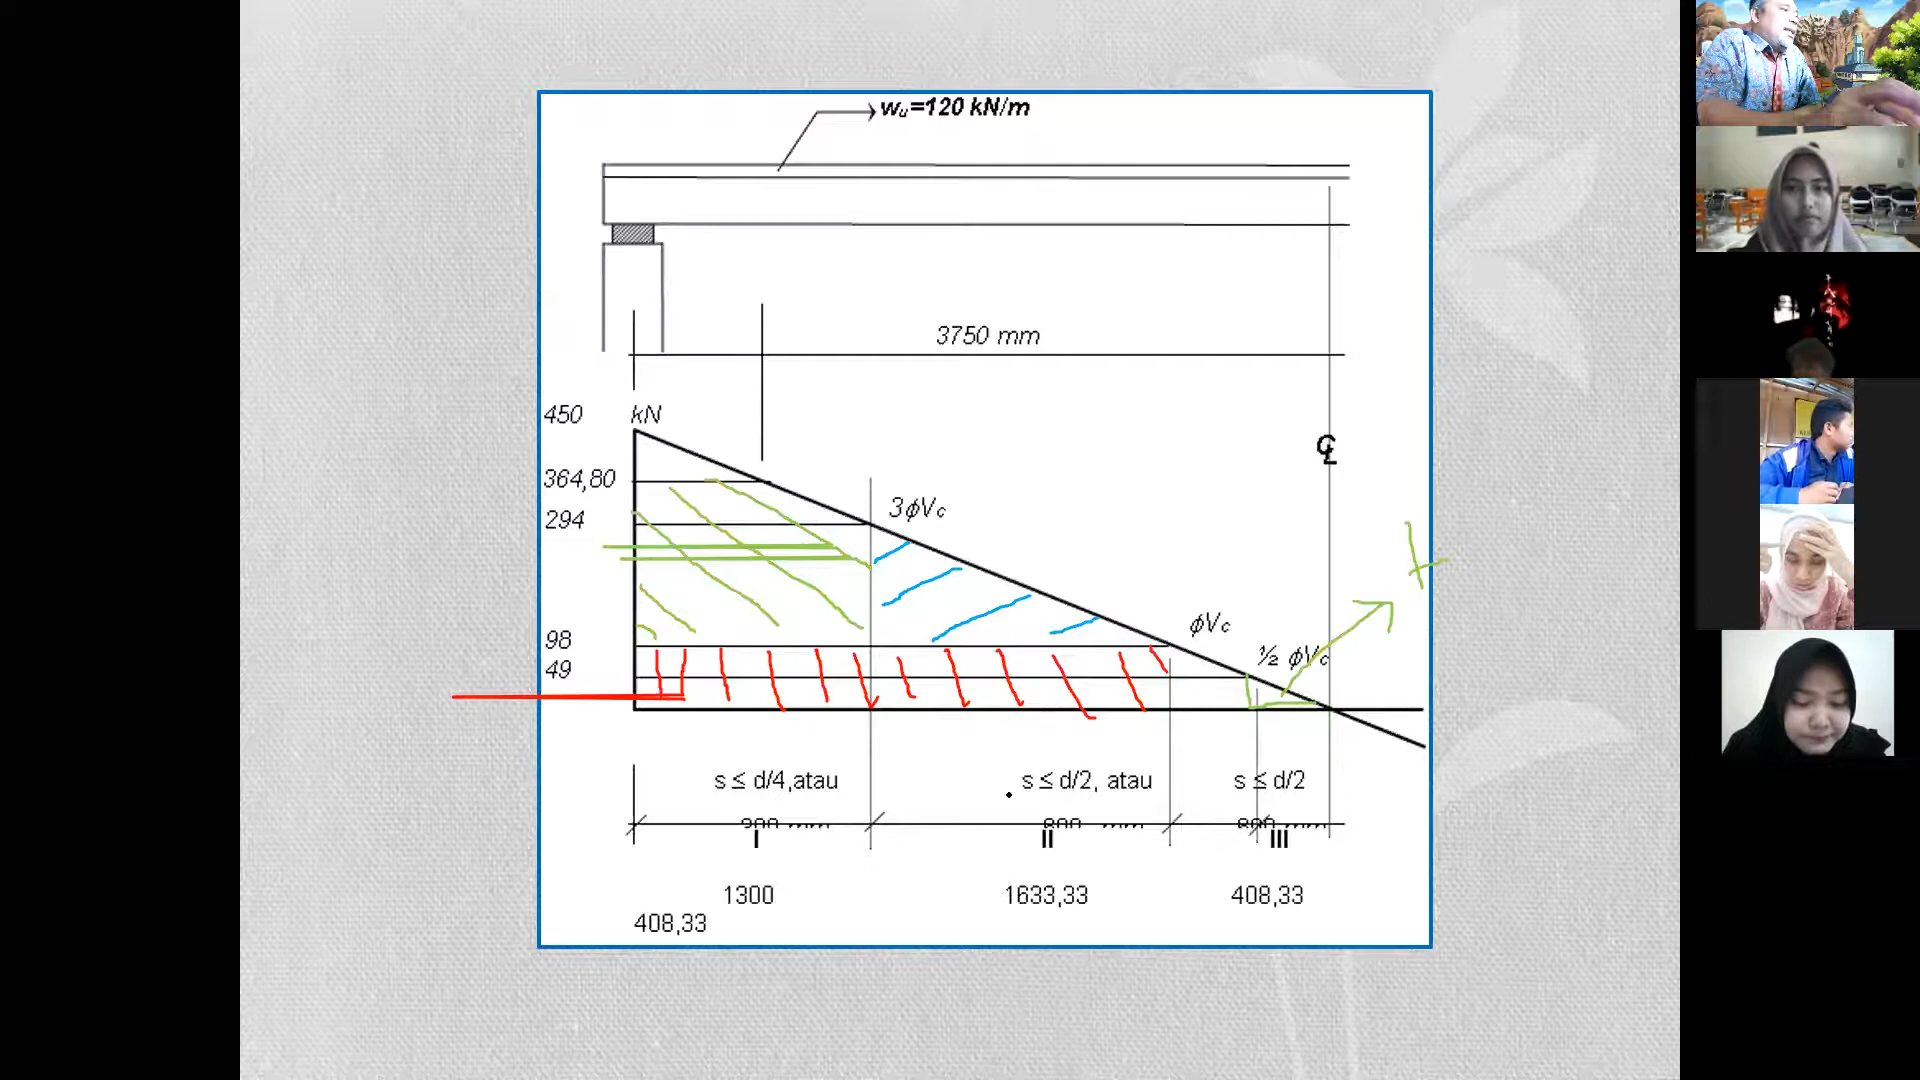 wᵤ=120 kN/m
3750 mm
450 kN
℄
364,80
294
3ϕVc
98
ϕVc
49
½ ϕVc
s ≤ d/4,atau
s ≤ d/2, atau
s ≤ d/2
I
II
III
1300
1633,33
408,33
408,33